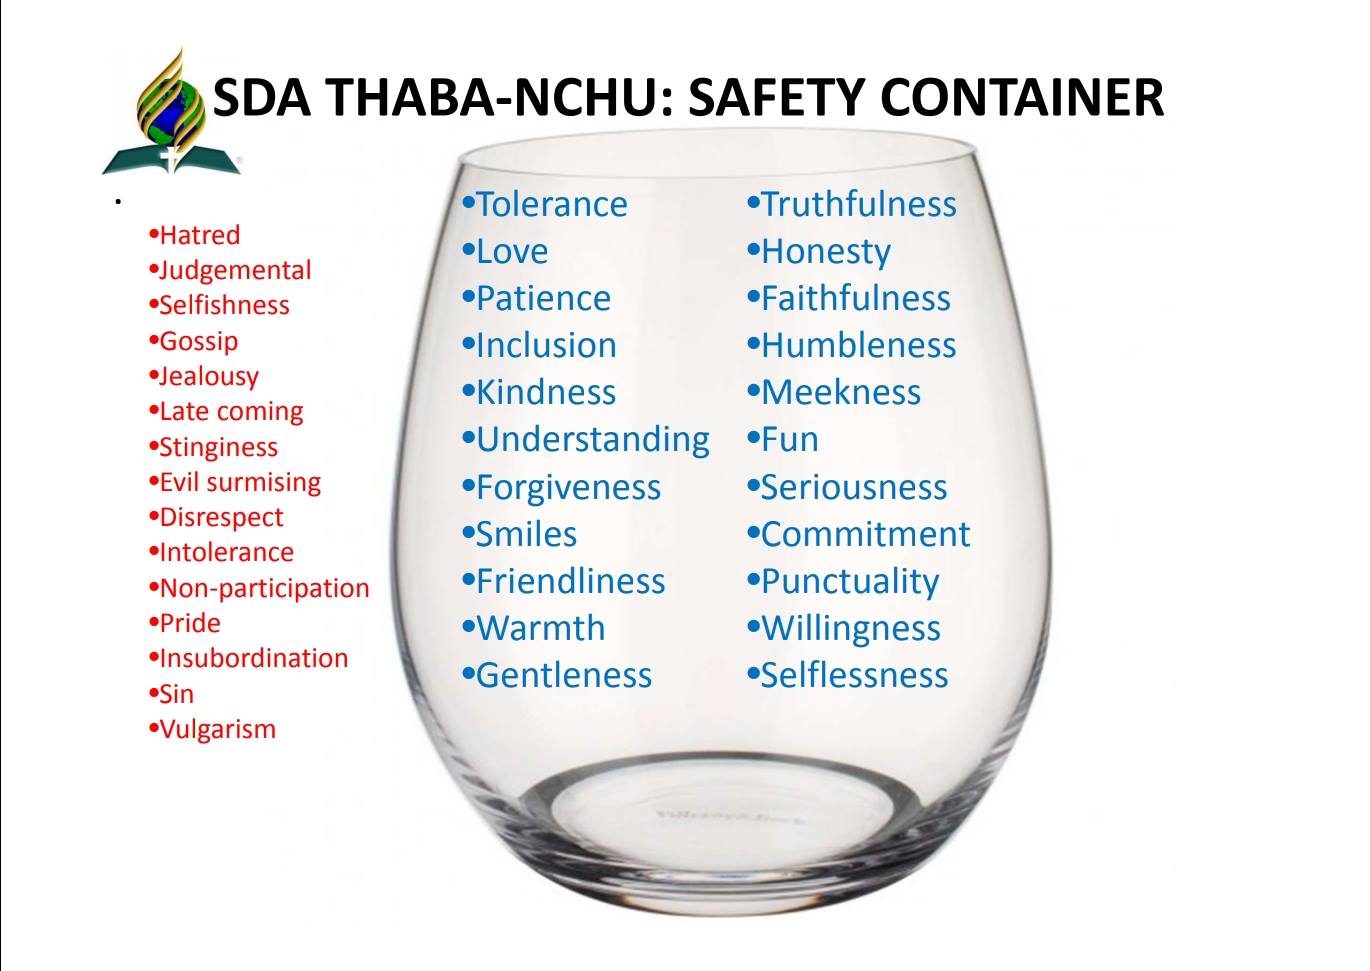 SDA THABA-NCHU: SAFETY CONTAINER
•
•Hatred
•Judgemental
•Selfishness
•Gossip
•Jealousy
•Late coming
•Stinginess
•Evil surmising
•Disrespect
•Intolerance
•Non-participation
•Pride
•Insubordination
•Sin
•Vulgarism
•Tolerance
•Love
•Patience
•Inclusion
•Kindness
•Understanding
•Forgiveness
•Smiles
•Friendliness
•Warmth
•Gentleness
•Truthfulness
•Honesty
•Faithfulness
•Humbleness
•Meekness
•Fun
•Seriousness
•Commitment
•Punctuality
•Willingness
•Selflessness